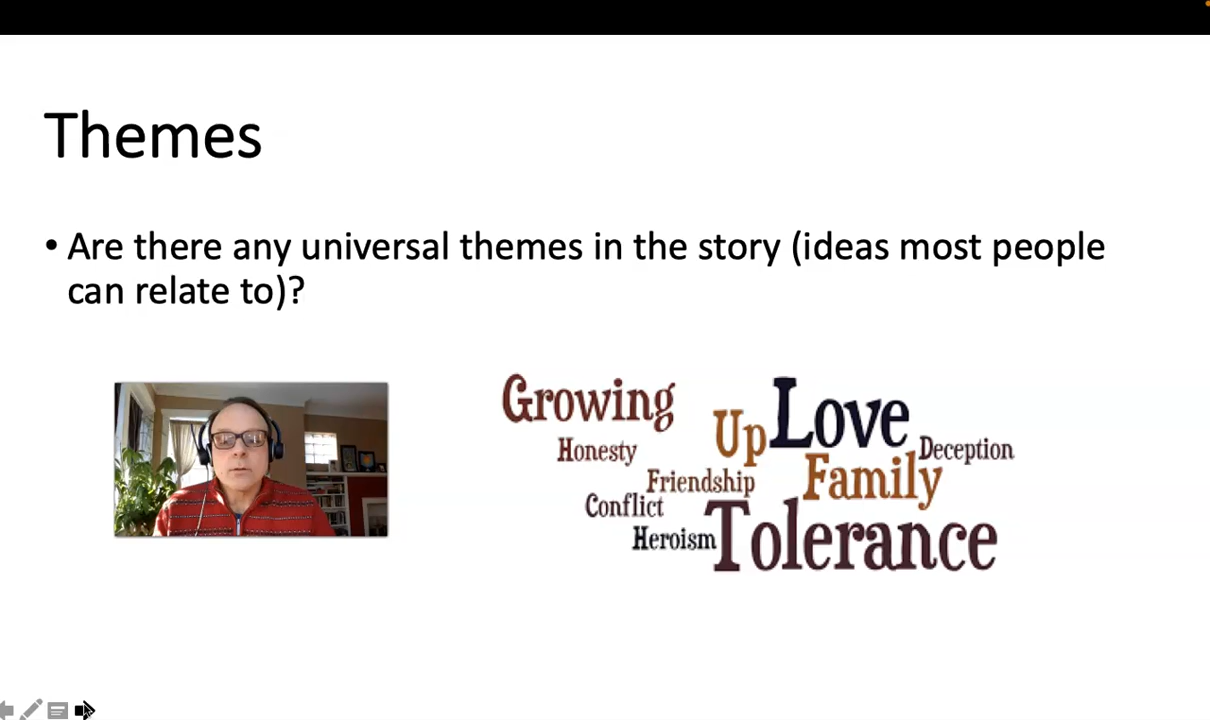 Themes
• Are there any universal themes in the story (ideas most people
can relate to)?
Growing Up Love
Honesty
Deception
Friendship
Family
Conflict
Heroism
Tolerance